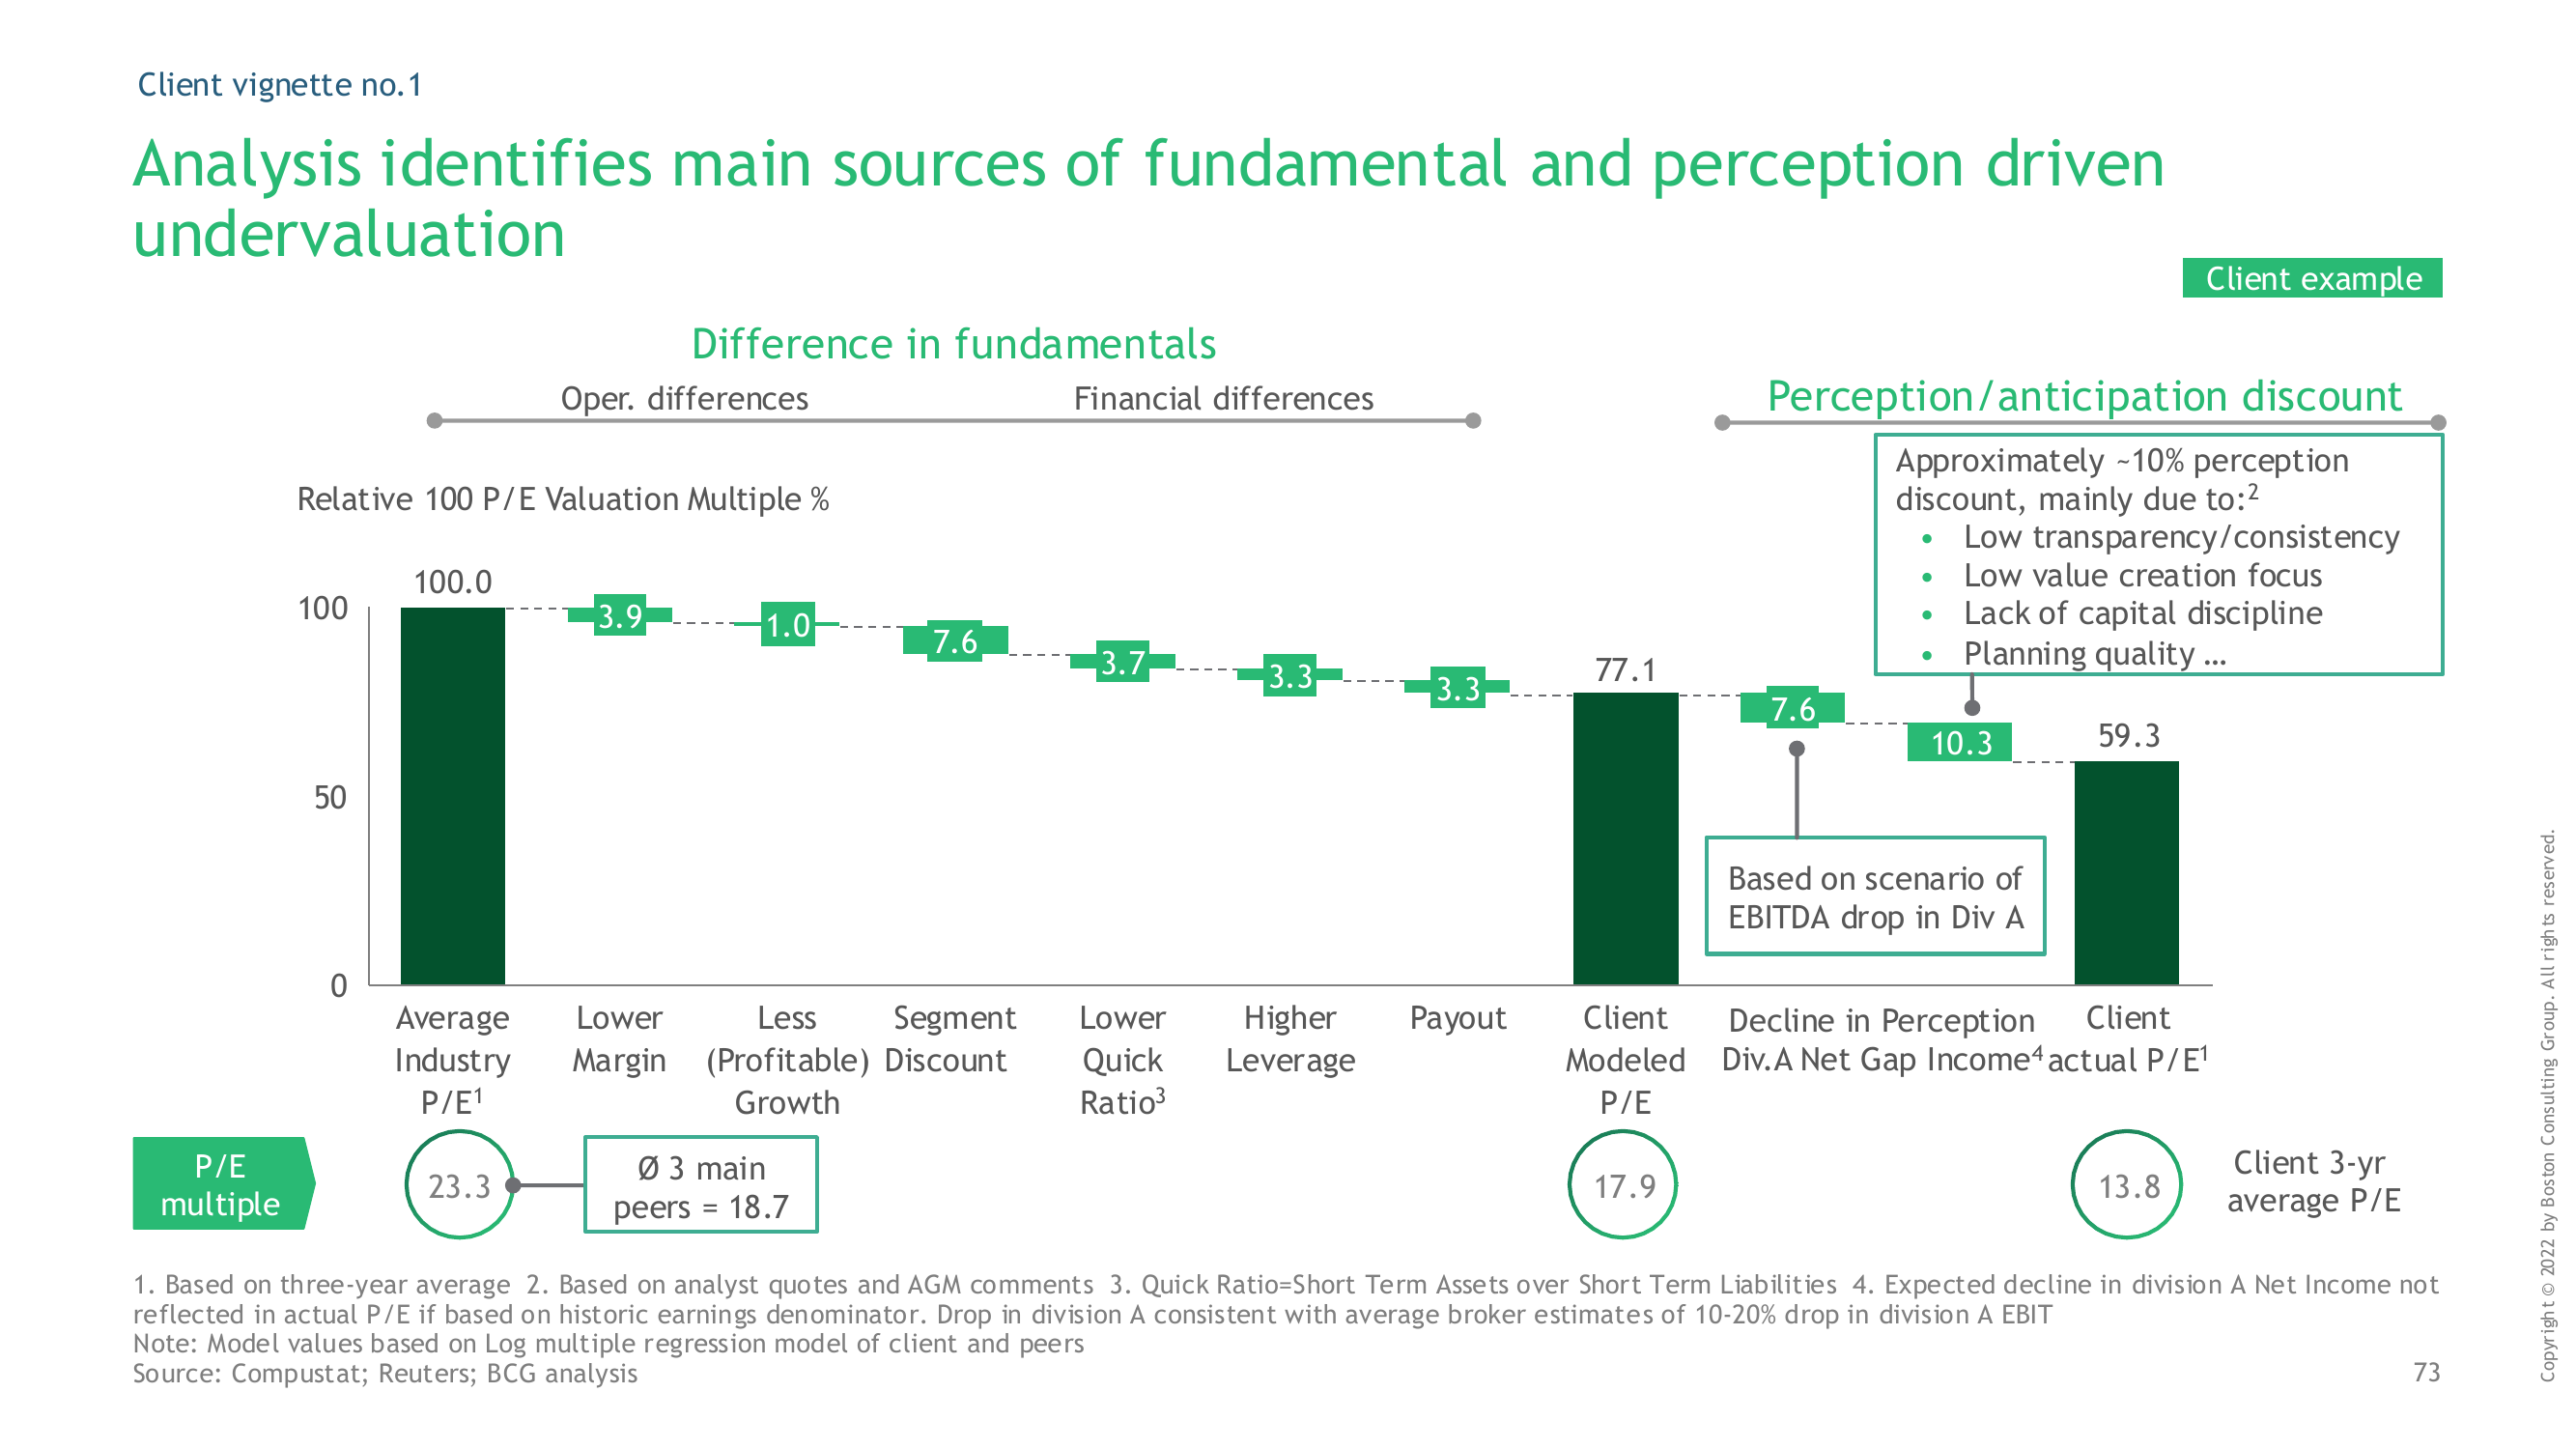 Client vignette no.1
Analysis identifies main sources of fundamental and perception driven
undervaluation
Client example
Difference in fundamentals
Oper. differences
Financial differences
Perception/anticipation discount
Approximately ~10% perception
discount, mainly due to:²
• Low transparency/consistency
• Low value creation focus
• Lack of capital discipline
• Planning quality …
Relative 100 P/E Valuation Multiple %
100
50
0
100.0
3.9
1.0
7.6
3.7
3.3
3.3
77.1
7.6
10.3
59.3
Based on scenario of
EBITDA drop in Div A
Average
Industry
P/E¹
Lower
Margin
Less
(Profitable)
Growth
Segment
Discount
Lower
Quick
Ratio³
Higher
Leverage
Payout
Client
Modeled
P/E
Decline in Perception
Div.A Net Gap Income⁴
Client
actual P/E¹
P/E
multiple
23.3
Ø 3 main
peers = 18.7
17.9
13.8
Client 3-yr
average P/E
1. Based on three-year average 2. Based on analyst quotes and AGM comments 3. Quick Ratio=Short Term Assets over Short Term Liabilities 4. Expected decline in division A Net Income not
reflected in actual P/E if based on historic earnings denominator. Drop in division A consistent with average broker estimates of 10-20% drop in division A EBIT
Note: Model values based on Log multiple regression model of client and peers
Source: Compustat; Reuters; BCG analysis
73
Copyright © 2022 by Boston Consulting Group. All rights reserved.